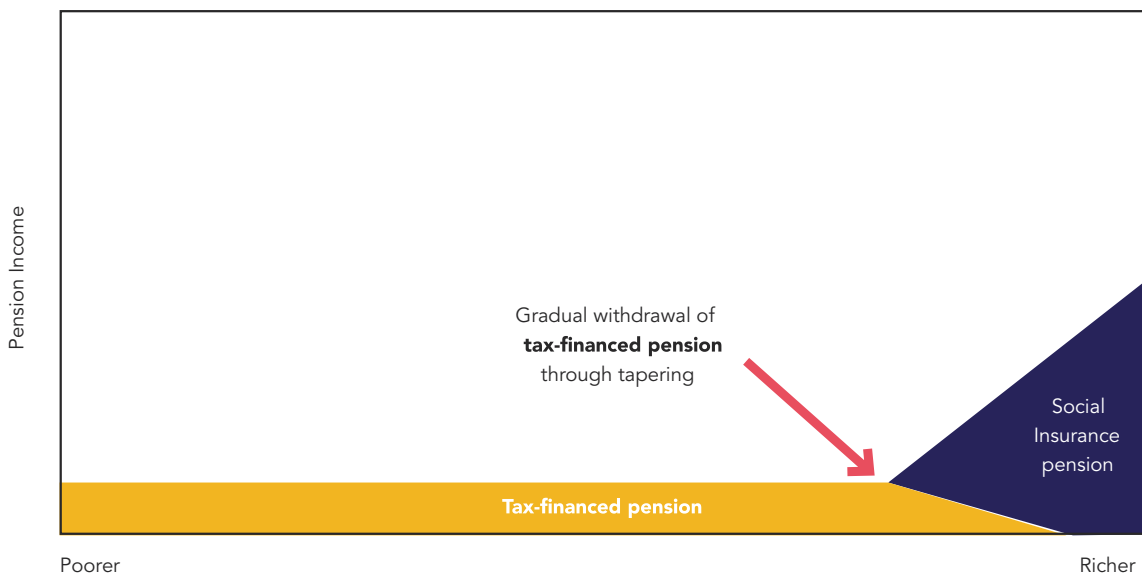 Pension Income
Gradual withdrawal of
tax-financed pension
through tapering
Social
Insurance
pension
Tax-financed pension
Poorer
Richer